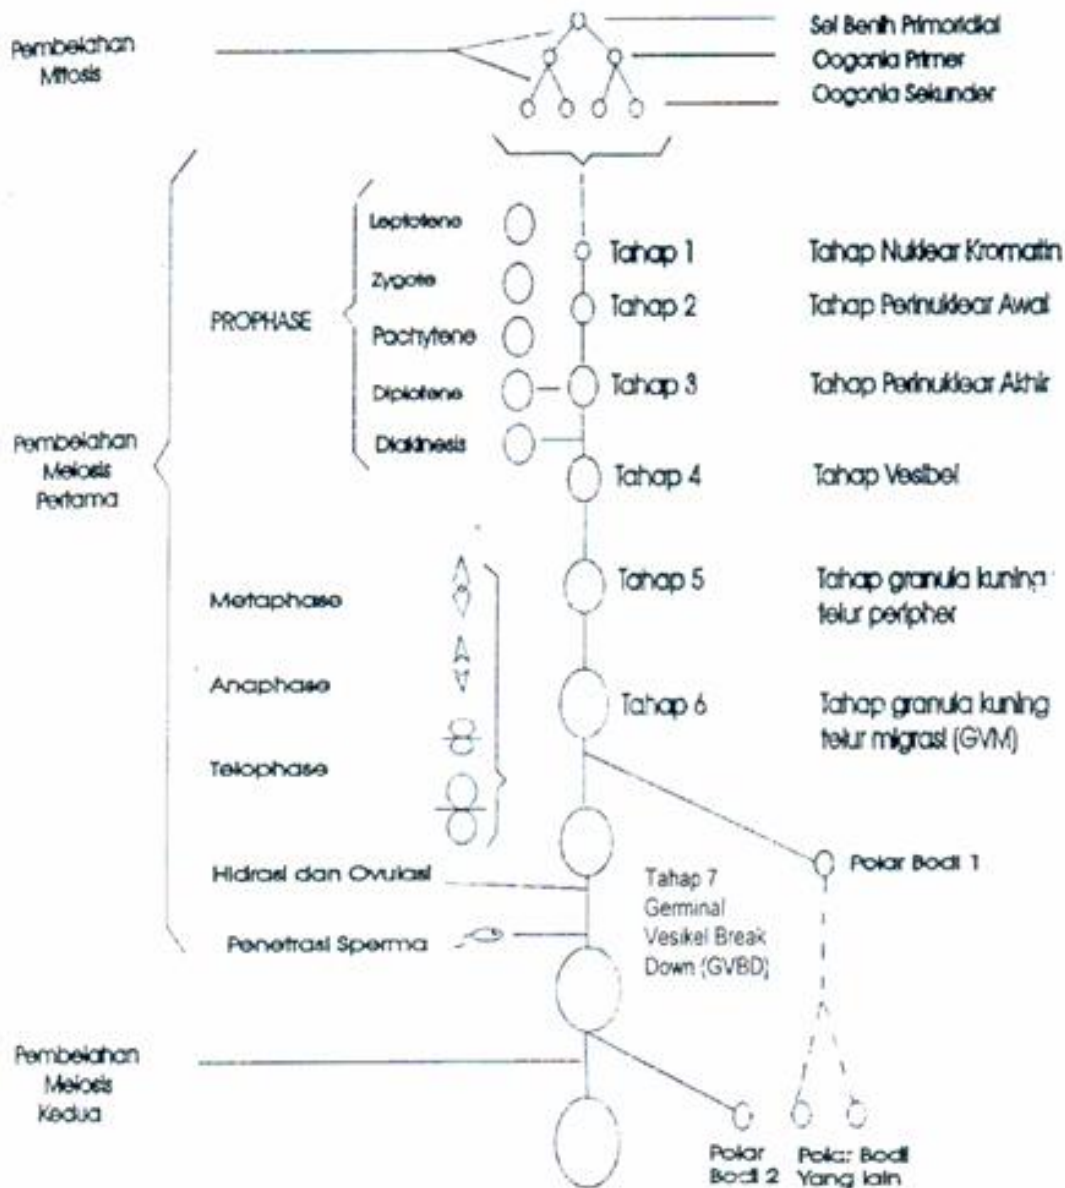 Pembelahan
Mitosis
Sel Benih Primordial
Oogonia Primer
Oogonia Sekunder
Pembelahan
Meiosis
Pertama
PROPHASE
Leptotene
Zygote
Pachytene
Diplotene
Diakinesis
Tahap 1
Tahap Nuklear Kromatin
Tahap 2
Tahap Perinuklear Awal
Tahap 3
Tahap Perinuklear Akhir
Tahap 4
Tahap Vesibel
Metaphase
Anaphase
Telophase
Tahap 5
Tahap granula kuning
telur peripher
Tahap 6
Tahap granula kuning
telur migrasi (GVM)
Polar Bodi 1
Hidrasi dan Ovulasi
Penetrasi Sperma
Tahap 7
Germinal
Vesikel Break
Down (GVBD)
Pembelahan
Meiosis
Kedua
Polar
Bodi 2
Polar Bodi
Yang lain